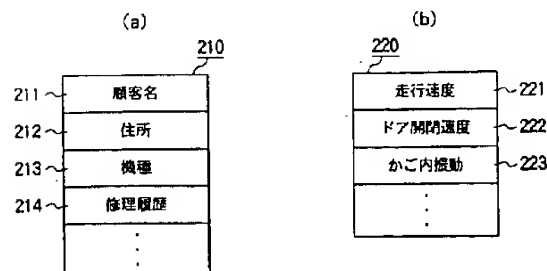 (a)
210
211 顧客名
212 住所
213 機種
214 修理履歴
(b)
220
走行速度 221
ドア開閉速度 222
かご内振動 223